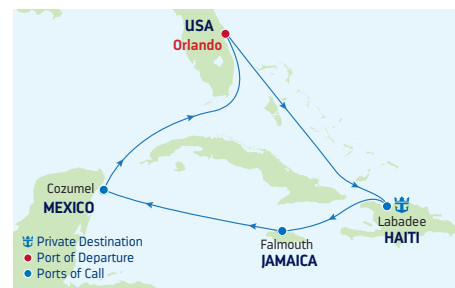 USA
Orlando
Cozumel
MEXICO
Labadee
HAITI
Falmouth
JAMAICA
Private Destination
Port of Departure
Ports of Call